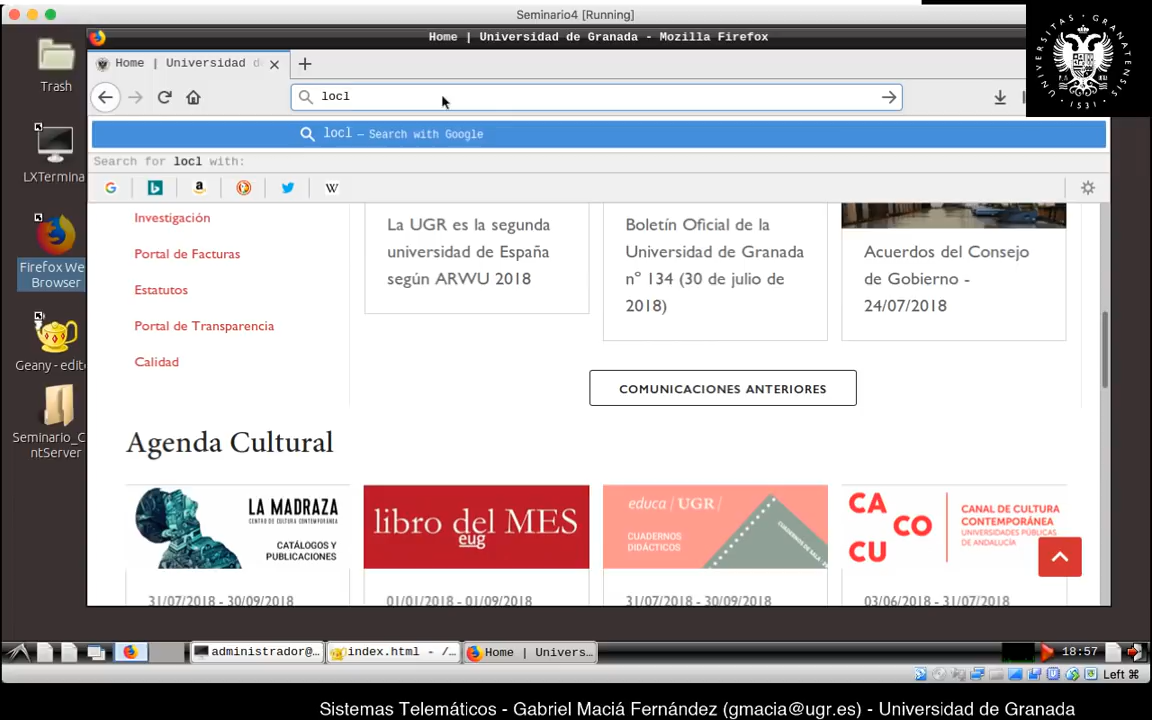 Seminario4 [Running]
Home | Universidad de Granada - Mozilla Firefox
UNIVERSITAS GRANATENSIS
1531
Trash
Home | Universidad d
locl
locl — Search with Google
Search for locl with:
LXTermina
Firefox We
Browser
Geany - edit
Seminario_C
ntServer
Investigación
Portal de Facturas
Estatutos
Portal de Transparencia
Calidad
La UGR es la segunda
universidad de España
según ARWU 2018
Boletín Oficial de la
Universidad de Granada
nº 134 (30 de julio de
2018)
Acuerdos del Consejo
de Gobierno -
24/07/2018
COMUNICACIONES ANTERIORES
Agenda Cultural
LA MADRAZA
CENTRO DE CULTURA CONTEMPORÁNEA
CATÁLOGOS Y
PUBLICACIONES
31/07/2018 - 30/09/2018
libro del MES
eug
01/01/2018 - 01/09/2018
educa / UGR /
CUADERNOS
DIDÁCTICOS
CUADERNOS DE SALA
31/07/2018 - 30/09/2018
CA
CO
CU
CANAL DE CULTURA
CONTEMPORÁNEA
UNIVERSIDADES PÚBLICAS
DE ANDALUCÍA
03/06/2018 - 31/07/2018
administrador@...
index.html - /...
Home | Univers...
18:57
Left ⌘
Sistemas Telemáticos - Gabriel Maciá Fernández (gmacia@ugr.es) - Universidad de Granada